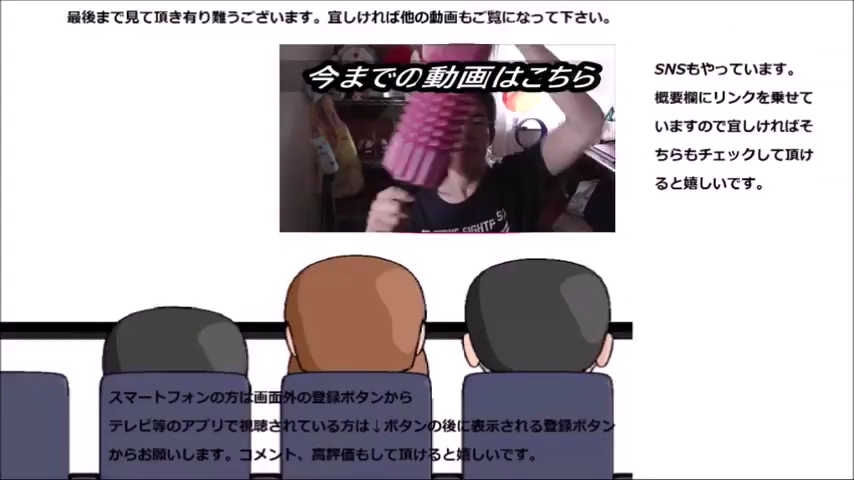 最後まで見て頂き有り難うございます。宜しければ他の動画もご覧になって下さい。
今までの動画はこちら
SNSもやっています。
概要欄にリンクを乗せて
いますので宜しければそ
ちらもチェックして頂け
ると嬉しいです。
スマートフォンの方は画面外の登録ボタンから
テレビ等のアプリで視聴されている方は↓ボタンの後に表示される登録ボタン
からお願いします。コメント、高評価もして頂けると嬉しいです。